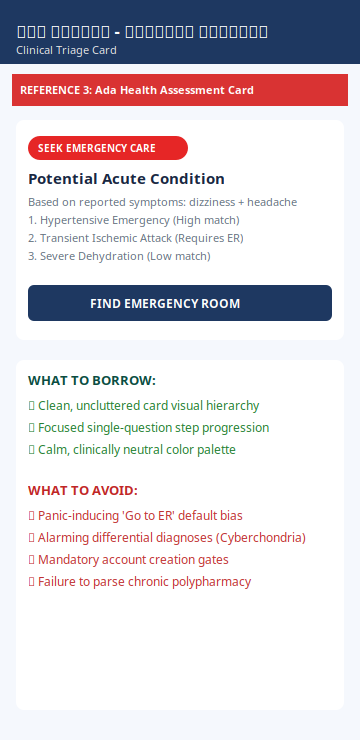 Clinical Triage Card
REFERENCE 3: Ada Health Assessment Card
SEEK EMERGENCY CARE
Potential Acute Condition
Based on reported symptoms: dizziness + headache
1. Hypertensive Emergency (High match)
2. Transient Ischemic Attack (Requires ER)
3. Severe Dehydration (Low match)
FIND EMERGENCY ROOM
WHAT TO BORROW:
Clean, uncluttered card visual hierarchy
Focused single-question step progression
Calm, clinically neutral color palette
WHAT TO AVOID:
Panic-inducing 'Go to ER' default bias
Alarming differential diagnoses (Cyberchondria)
Mandatory account creation gates
Failure to parse chronic polypharmacy